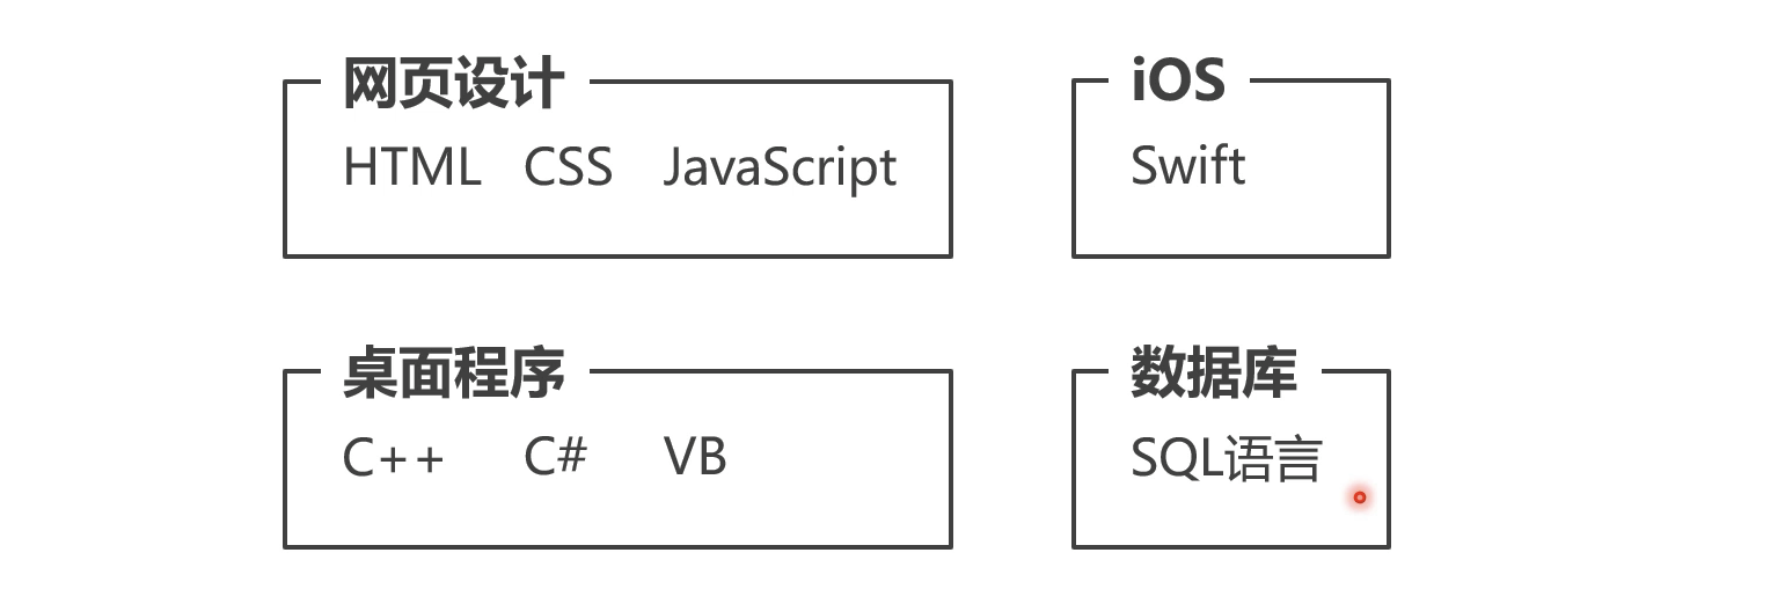 网页设计
HTML CSS JavaScript
iOS
Swift
桌面程序
C++ C# VB
数据库
SQL语言